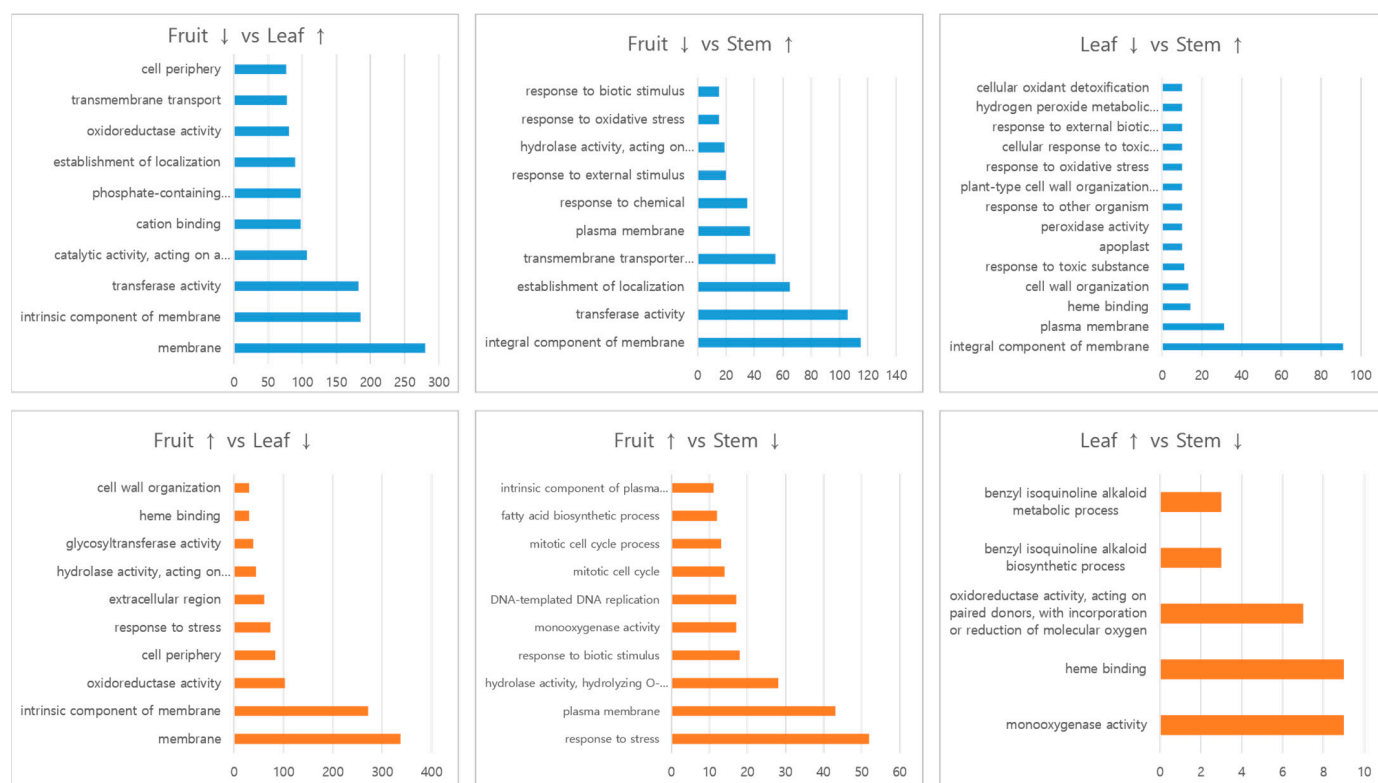 Fruit ↓ vs Leaf ↑
cell periphery
transmembrane transport
oxidoreductase activity
establishment of localization
phosphate-containing...
cation binding
catalytic activity, acting on a...
transferase activity
intrinsic component of membrane
membrane
0 50 100 150 200 250 300
Fruit ↓ vs Stem ↑
response to biotic stimulus
response to oxidative stress
hydrolase activity, acting on...
response to external stimulus
response to chemical
plasma membrane
transmembrane transporter...
establishment of localization
transferase activity
integral component of membrane
0 20 40 60 80 100 120 140
Leaf ↓ vs Stem ↑
cellular oxidant detoxification
hydrogen peroxide metabolic...
response to external biotic...
cellular response to toxic...
response to oxidative stress
plant-type cell wall organization...
response to other organism
peroxidase activity
apoplast
response to toxic substance
cell wall organization
heme binding
plasma membrane
integral component of membrane
0 20 40 60 80 100
Fruit ↑ vs Leaf ↓
cell wall organization
heme binding
glycosyltransferase activity
hydrolase activity, acting on...
extracellular region
response to stress
cell periphery
oxidoreductase activity
intrinsic component of membrane
membrane
0 100 200 300 400
Fruit ↑ vs Stem ↓
intrinsic component of plasma...
fatty acid biosynthetic process
mitotic cell cycle process
mitotic cell cycle
DNA-templated DNA replication
monooxygenase activity
response to biotic stimulus
hydrolase activity, hydrolyzing O-...
plasma membrane
response to stress
0 10 20 30 40 50 60
Leaf ↑ vs Stem ↓
benzyl isoquinoline alkaloid
metabolic process
benzyl isoquinoline alkaloid
biosynthetic process
oxidoreductase activity, acting on
paired donors, with incorporation
or reduction of molecular oxygen
heme binding
monooxygenase activity
0 2 4 6 8 10